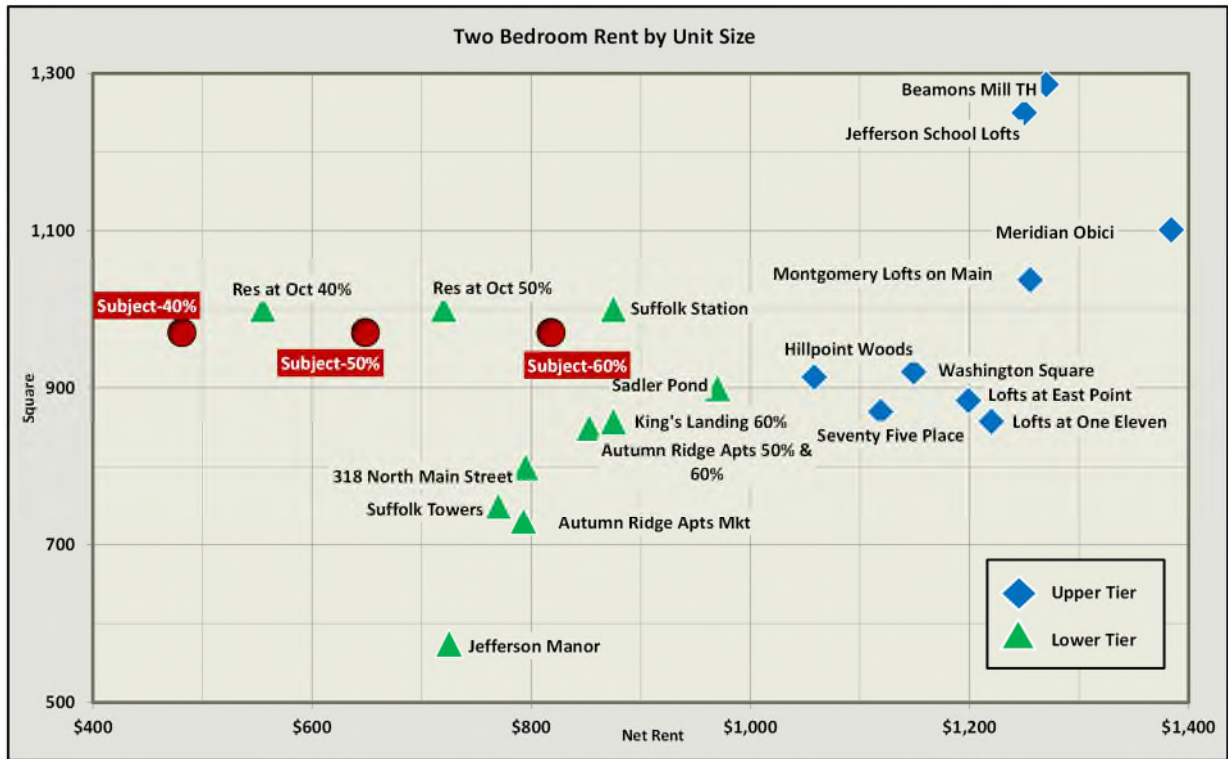 Two Bedroom Rent by Unit Size
1,300
Beamons Mill TH
Jefferson School Lofts
1,100
Meridian Obici
Montgomery Lofts on Main
Res at Oct 40%
Res at Oct 50%
Subject-40%
Suffolk Station
Subject-50%
Subject-60%
Hillpoint Woods
Washington Square
900
Sadler Pond
Lofts at East Point
Square
King's Landing 60%
Seventy Five Place
Lofts at One Eleven
Autumn Ridge Apts 50% &
60%
318 North Main Street
Suffolk Towers
Autumn Ridge Apts Mkt
700
Upper Tier
Lower Tier
Jefferson Manor
500
$400 $600 $800 $1,000 $1,200 $1,400
Net Rent